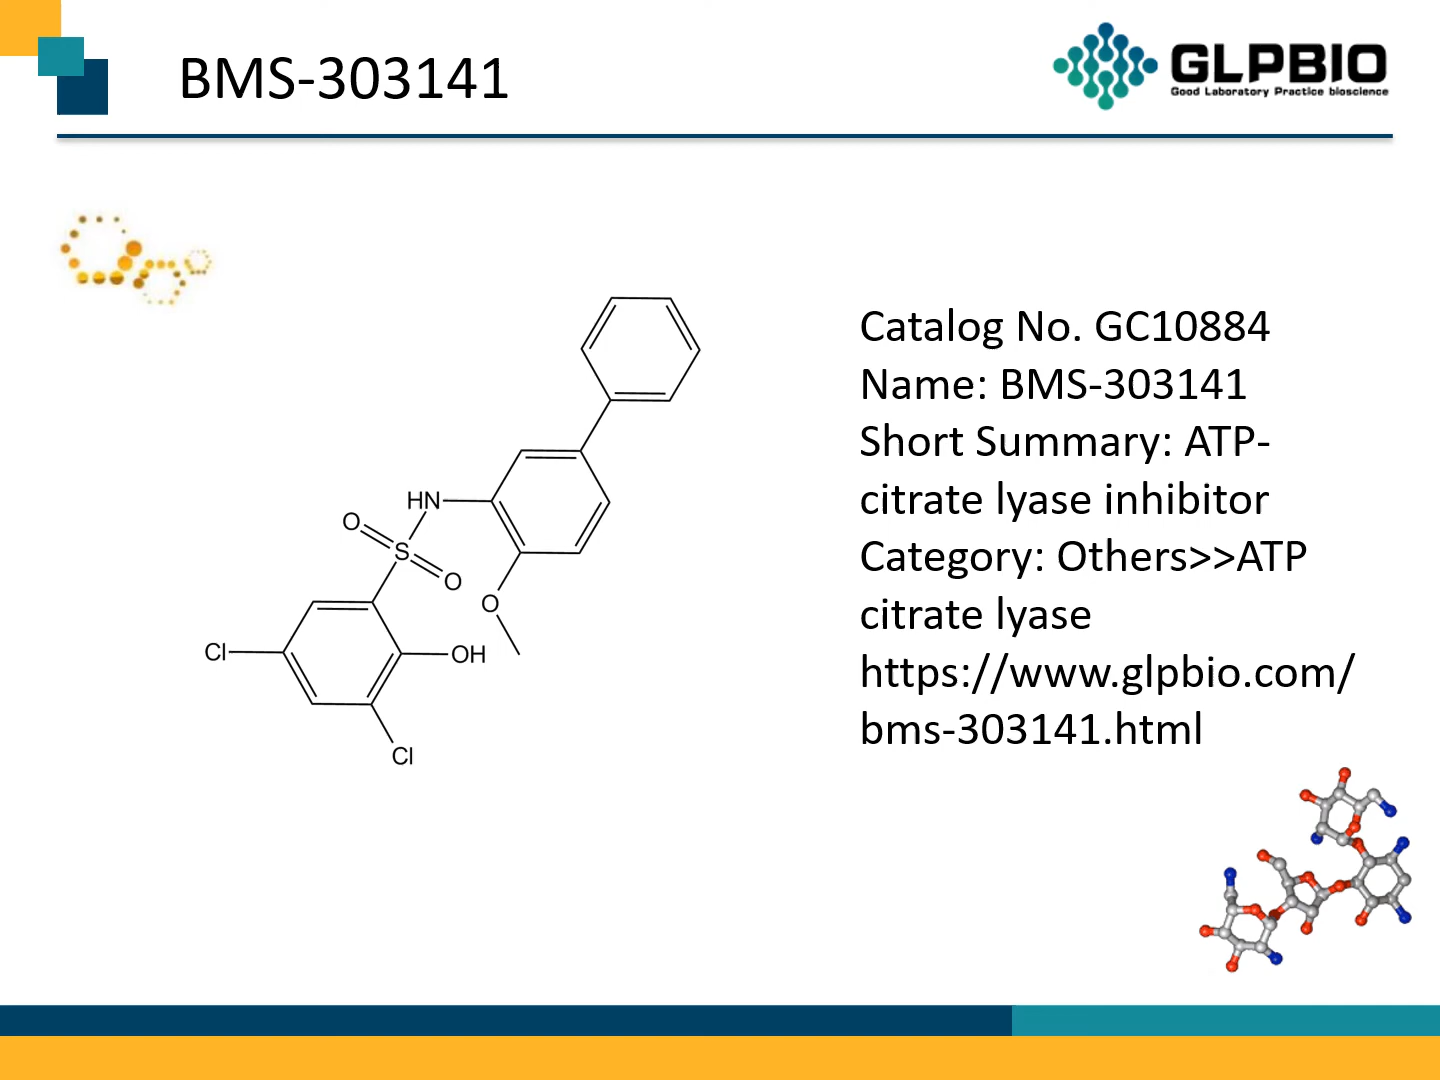 BMS-303141
GLPBIO
Good Laboratory Practice bioscience
Catalog No. GC10884
Name: BMS-303141
Short Summary: ATP-
citrate lyase inhibitor
Category: Others>>ATP
citrate lyase
https://www.glpbio.com/
bms-303141.html
HN
O
S
O
O
Cl
OH
Cl